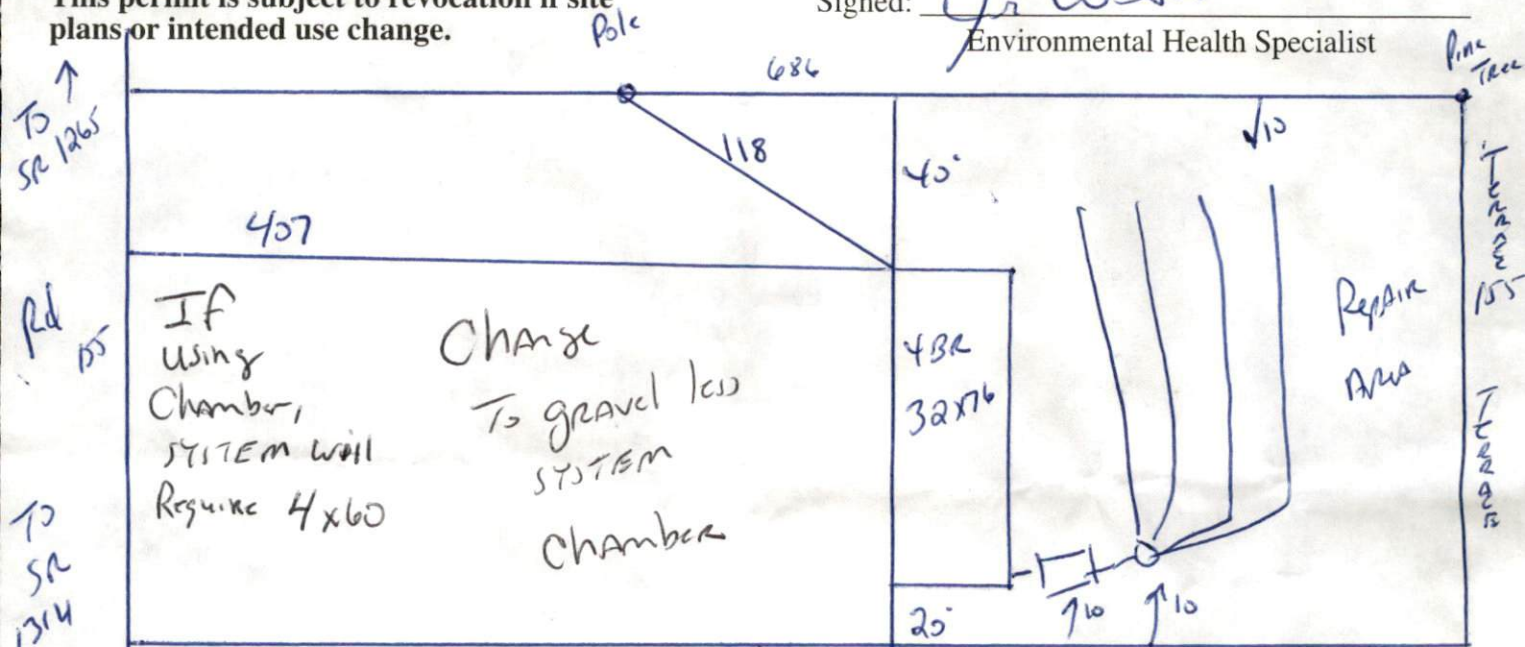 This permit is subject to revocation if site
plans or intended use change.
Signed:
Environmental Health Specialist
Pole
686
Pine
Tree
To
SR 1265
118
40'
10
407
Rd
155
If
using
Chamber,
SYSTEM will
Require 4x60
Change
To gravel less
SYSTEM
Chamber
4BR
32x76
Repair
Area
155
Terrace
To
SR
1314
20'
10
10